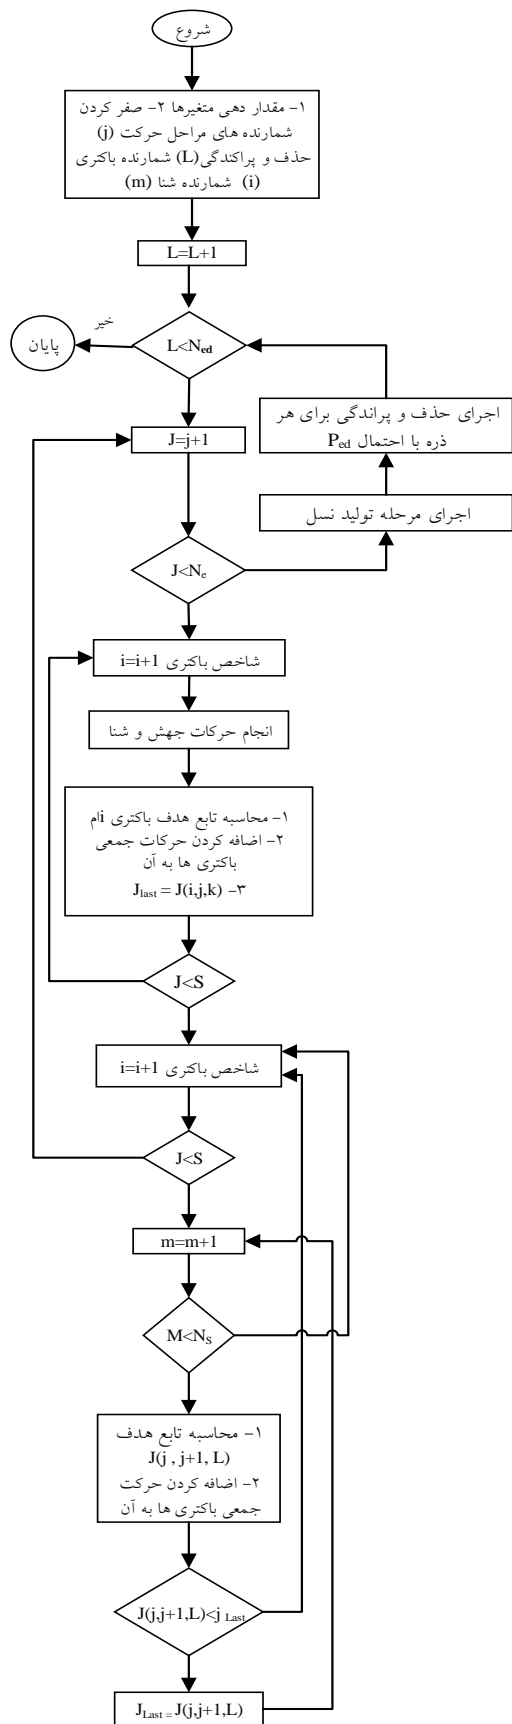 شروع
۱- مقدار دهی متغیرها ۲- صفر کردن
شمارنده های مراحل حرکت (j)
حذف و پراکندگی(L) شمارنده باکتری
(i) شمارنده شنا (m)
L=L+1
L<Ned
خیر
پایان
J=j+1
اجرای حذف و پراندگی برای هر
ذره با احتمال Ped
اجرای مرحله تولید نسل
J<Nc
شاخص باکتری i=i+1
انجام حرکات جهش و شنا
۱- محاسبه تابع هدف باکتری iام
۲- اضافه کردن حرکات جمعی
باکتری ها به آن
۳- Jlast = J(i,j,k)
J<S
شاخص باکتری i=i+1
J<S
m=m+1
M<NS
۱- محاسبه تابع هدف
J(j , j+1, L)
۲- اضافه کردن حرکت
جمعی باکتری ها به آن
J(j,j+1,L)<j Last
JLast = J(j,j+1,L)